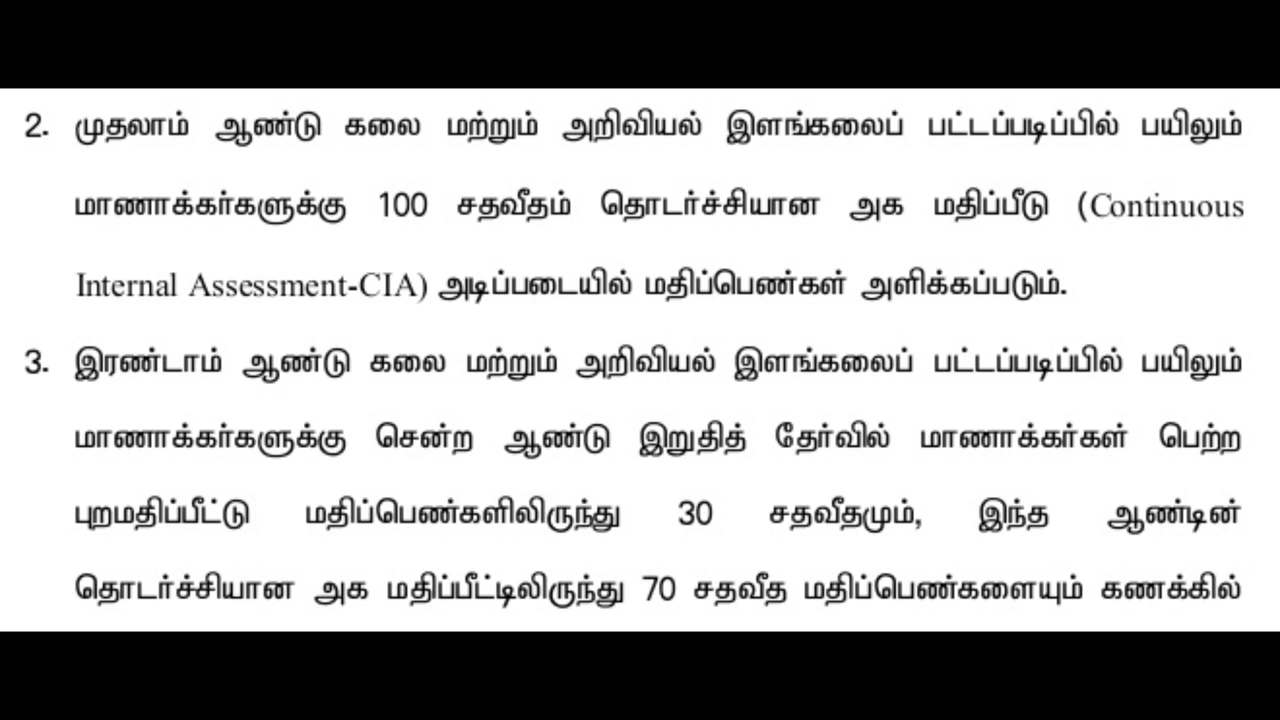 2. முதலாம் ஆண்டு கலை மற்றும் அறிவியல் இளங்கலைப் பட்டப்படிப்பில் பயிலும்
மாணாக்கர்களுக்கு 100 சதவீதம் தொடர்ச்சியான அக மதிப்பீடு (Continuous
Internal Assessment-CIA) அடிப்படையில் மதிப்பெண்கள் அளிக்கப்படும்.
3. இரண்டாம் ஆண்டு கலை மற்றும் அறிவியல் இளங்கலைப் பட்டப்படிப்பில் பயிலும்
மாணாக்கர்களுக்கு சென்ற ஆண்டு இறுதித் தேர்வில் மாணாக்கர்கள் பெற்ற
புறமதிப்பீட்டு மதிப்பெண்களிலிருந்து 30 சதவீதமும், இந்த ஆண்டின்
தொடர்ச்சியான அக மதிப்பீட்டிலிருந்து 70 சதவீத மதிப்பெண்களையும் கணக்கில்